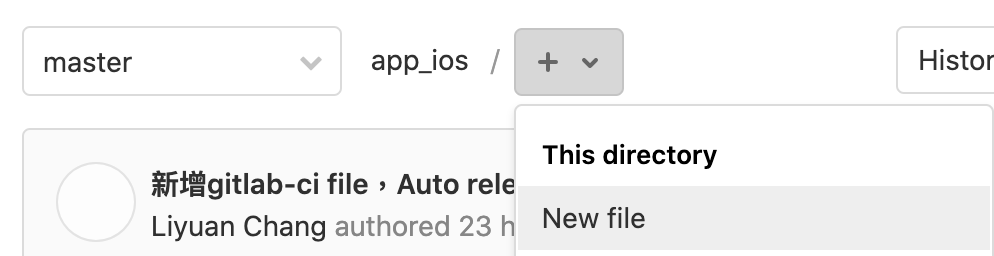 master app_ios / + Histor
This directory
新增gitlab-ci file，Auto rele
New file
Liyuan Chang authored 23 h